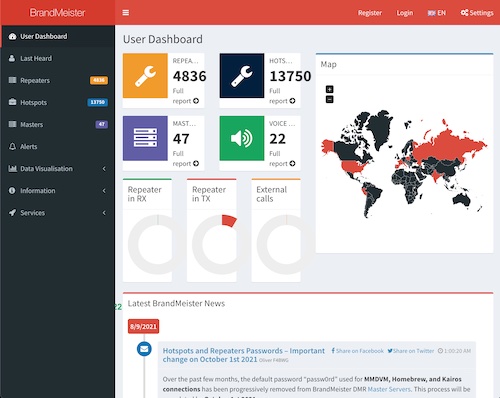 BrandMeister
Register
Login
EN
Settings
User Dashboard
Last Heard
Repeaters
4836
Hotspots
13750
Masters
47
Alerts
Data Visualisation
Information
Services
User Dashboard
REPEA...
4836
Full
report
HOTS...
13750
Full
report
MAST...
47
Full
report
VOICE ...
22
Full
report
Map
+
-
Repeater
in RX
Repeater
in TX
External
calls
22
Latest BrandMeister News
8/9/2021
Hotspots and Repeaters Passwords – Important
change on October 1st 2021 Oliver F4BWG
Share on Facebook
Share on Twitter
1:00:20 AM
Over the past few months, the default password "passw0rd" used for MMDVM, Homebrew, and Kairos
connections has been progressively removed from BrandMeister DMR Master Servers. This process will be